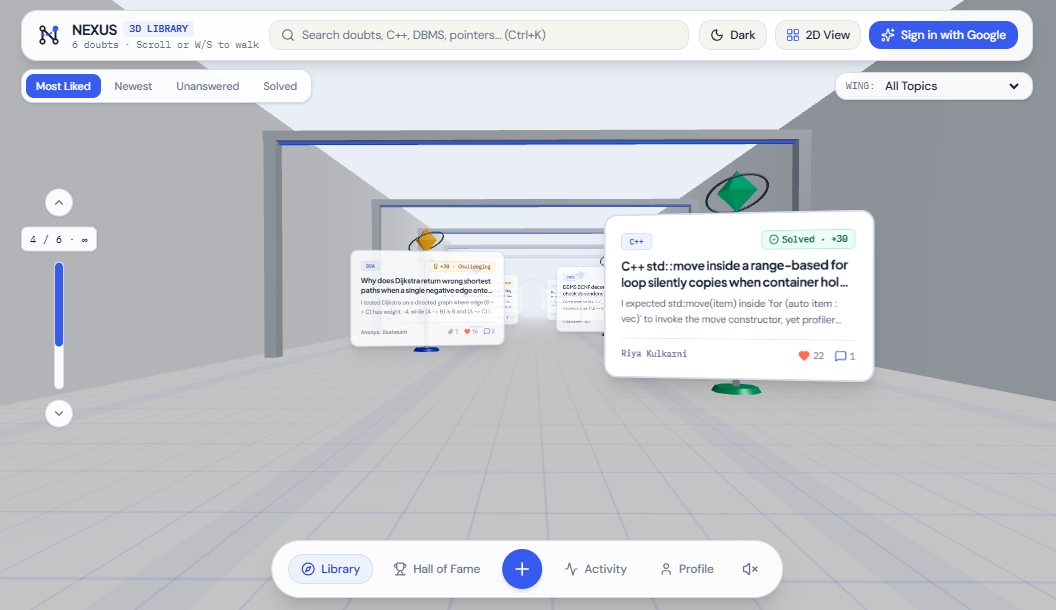 NEXUS 3D LIBRARY
6 doubts · Scroll or W/S to walk
Search doubts, C++, DBMS, pointers... (Ctrl+K)
Dark
2D View
Sign in with Google
Most Liked
Newest
Unanswered
Solved
WING: All Topics
4 / 6 · ∞
DSA
+20 · Challenging
Why does Dijkstra return wrong shortest
paths when a single negative edge ente...
I tested Dijkstra on a directed graph where edge (B -
> C) has weight -4, while (A -> B) is 6 and (A -> C) i...
Ananya Deshmukh
C++
Solved · +30
C++ std::move inside a range-based for
loop silently copies when container hol...
I expected std::move(item) inside `for (auto item :
vec)` to invoke the move constructor, yet profiler...
Riya Kulkarni
22
1
Library
Hall of Fame
Activity
Profile